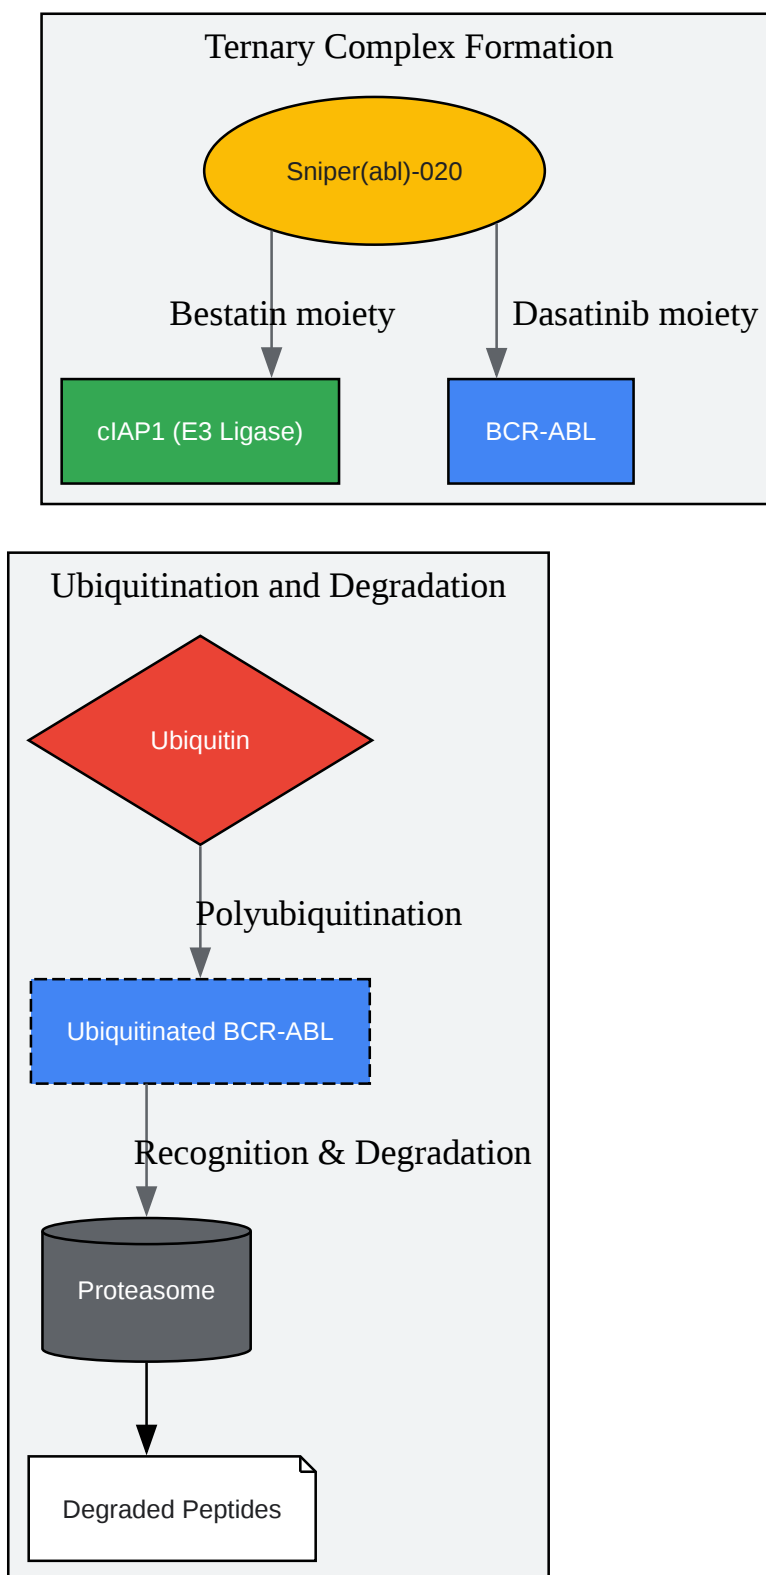 Ternary Complex Formation
Sniper(abl)-020
Bestatin moiety
Dasatinib moiety
cIAP1 (E3 Ligase)
BCR-ABL
Ubiquitination and Degradation
Ubiquitin
Polyubiquitination
Ubiquitinated BCR-ABL
Recognition & Degradation
Proteasome
Degraded Peptides